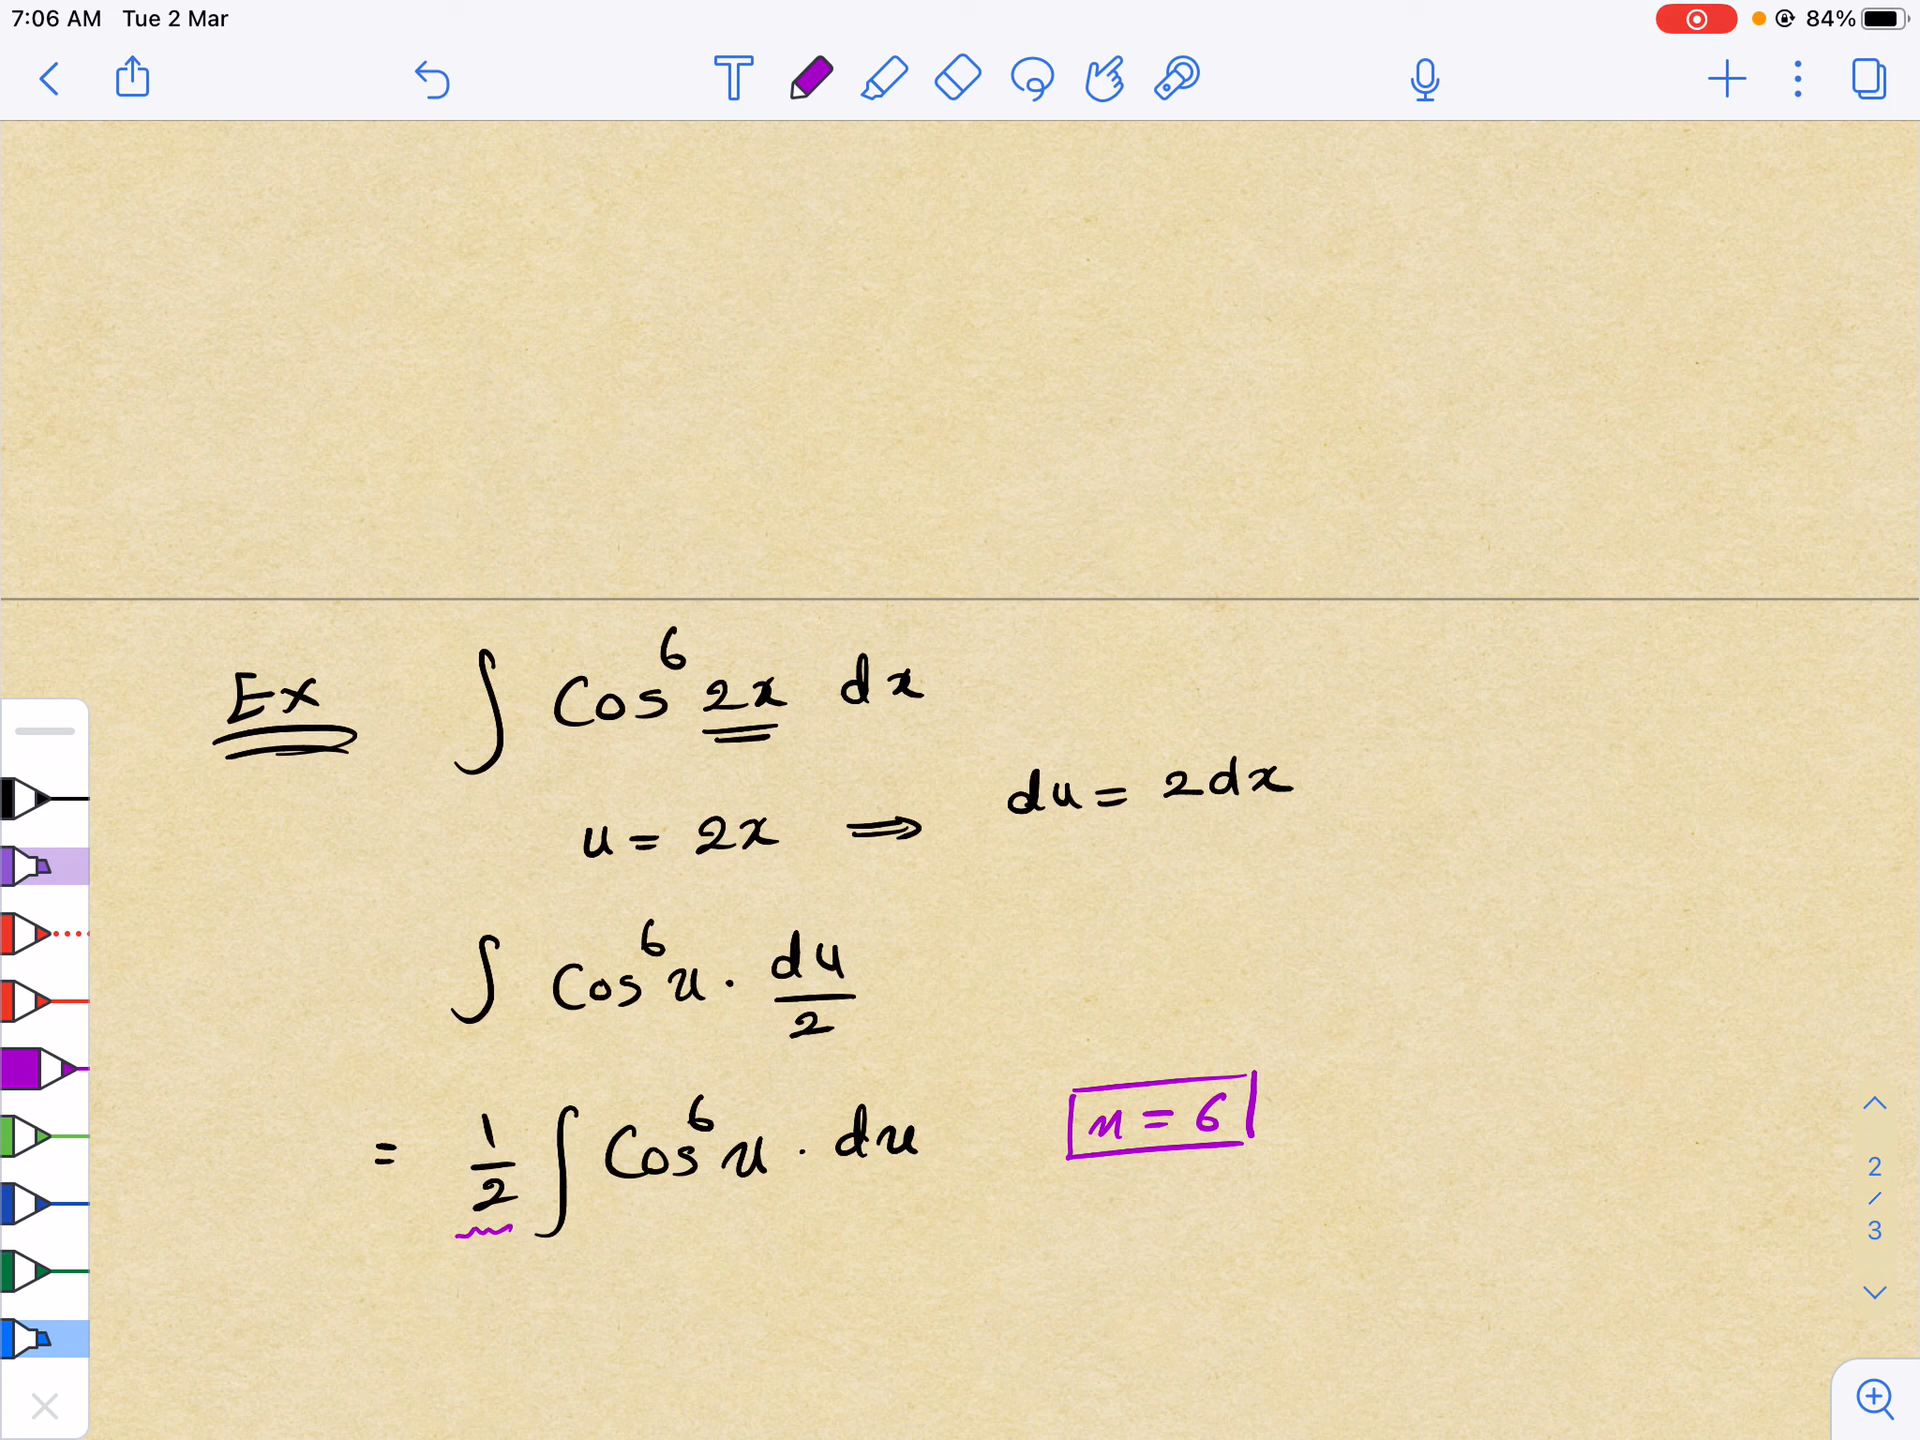 7:06 AM Tue 2 Mar 84%
T
Ex ∫ Cos⁶ 2x dx
u = 2x ⟹ du = 2dx
∫ Cos⁶ u · du/2
= 1/2 ∫ Cos⁶ u · du
n = 6
2
/
3